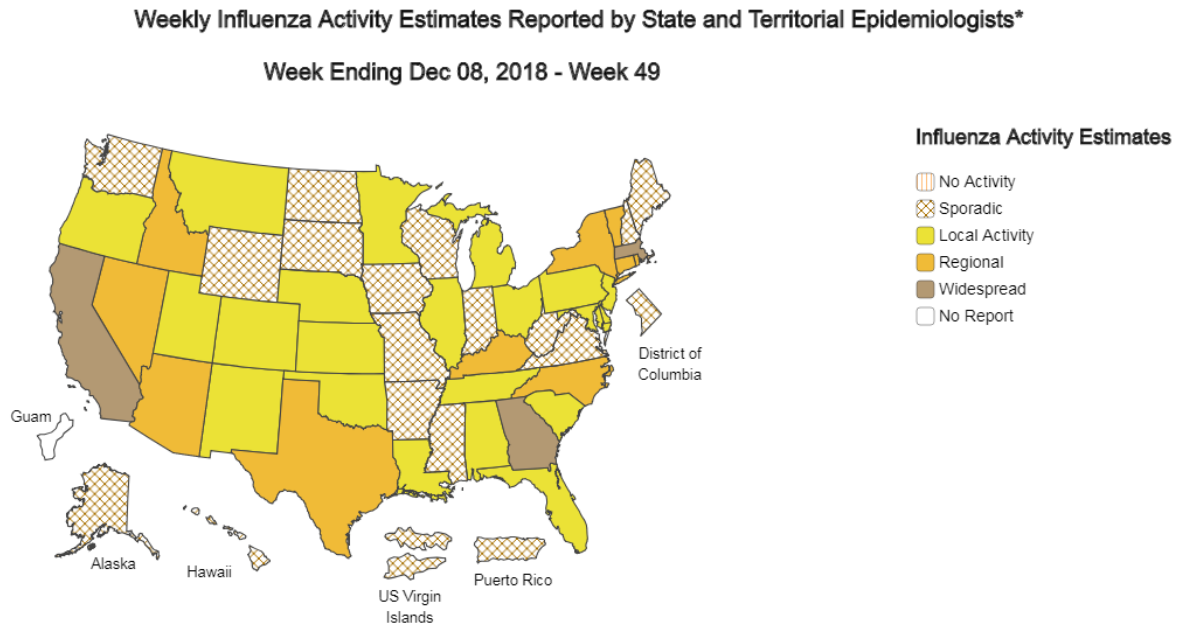 Weekly Influenza Activity Estimates Reported by State and Territorial Epidemiologists*
Week Ending Dec 08, 2018 - Week 49
Influenza Activity Estimates
No Activity
Sporadic
Local Activity
Regional
Widespread
No Report
District of
Columbia
Guam
Alaska
Hawaii
US Virgin
Islands
Puerto Rico